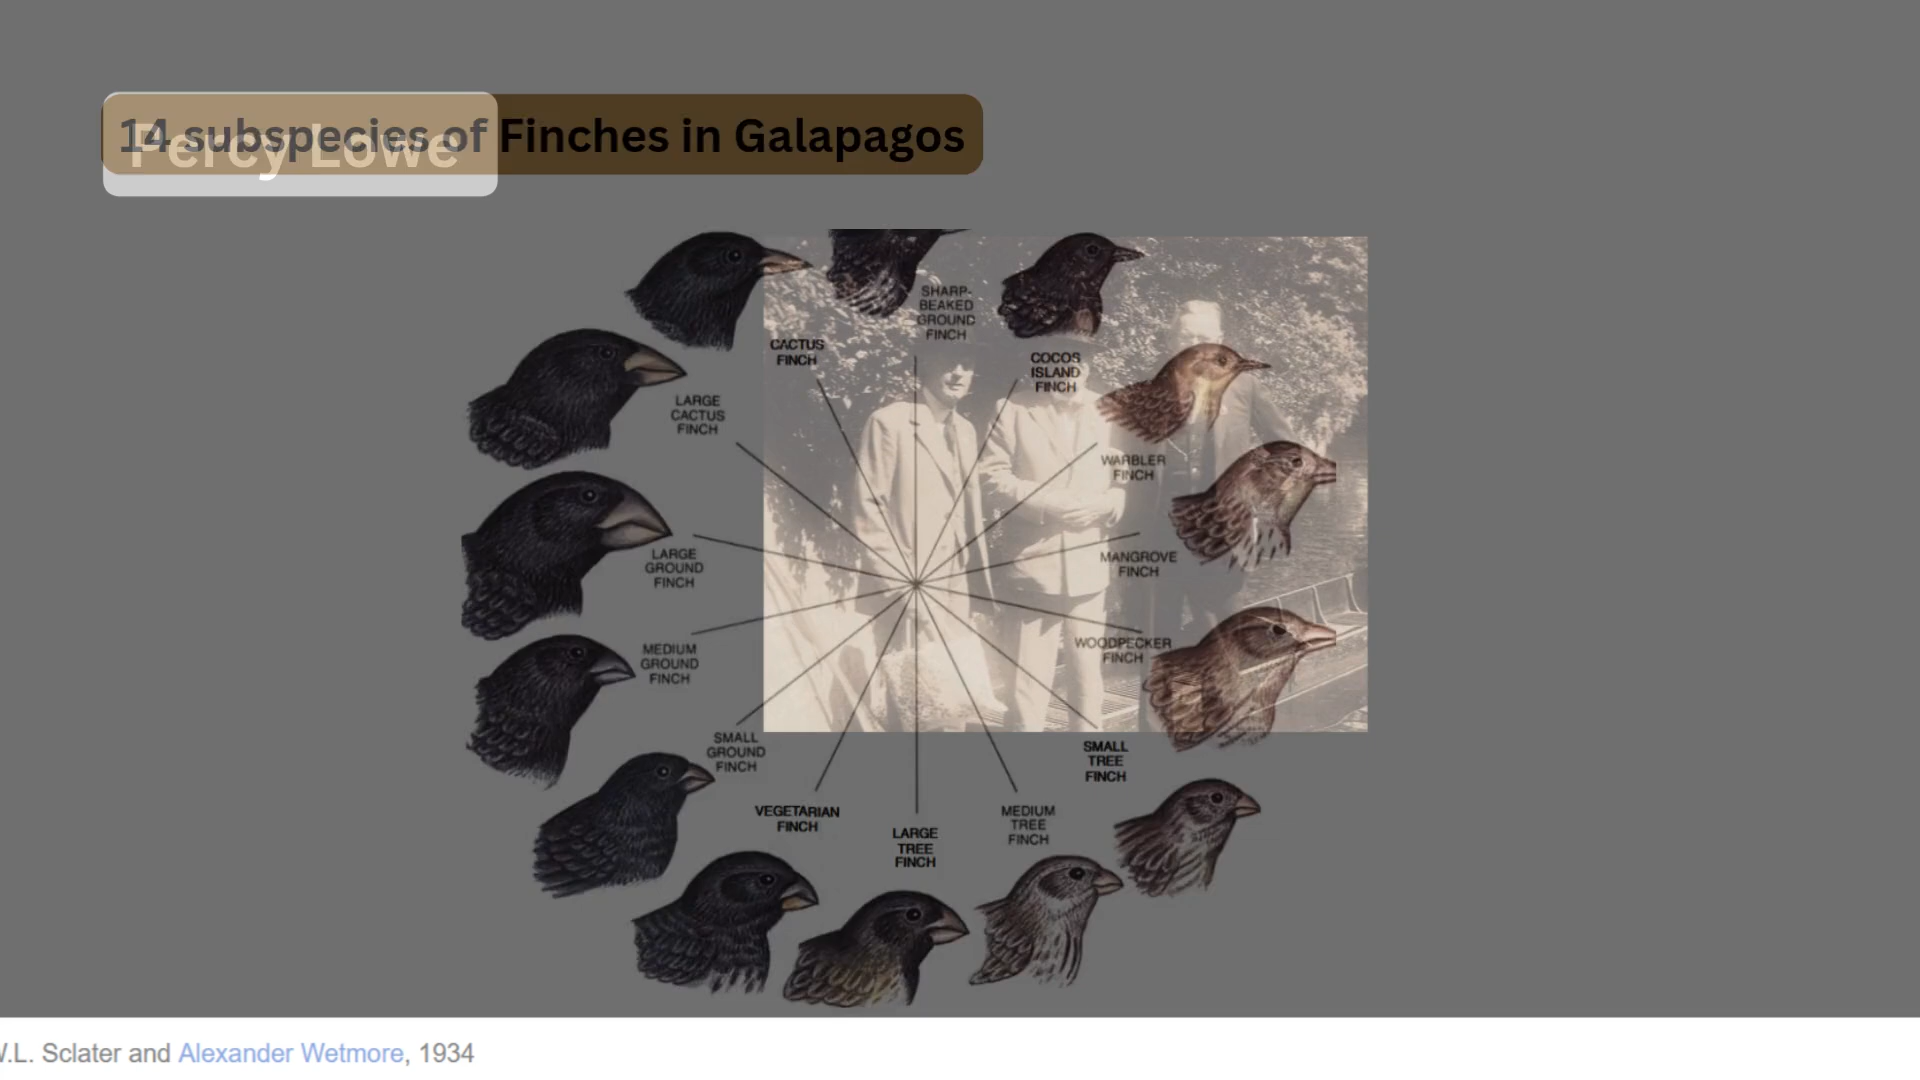 14 subspecies of Finches in Galapagos
Percy Lowe
SHARP-
BEAKED
GROUND
FINCH
CACTUS
FINCH
COCOS
ISLAND
FINCH
LARGE
CACTUS
FINCH
WARBLER
FINCH
LARGE
GROUND
FINCH
MANGROVE
FINCH
MEDIUM
GROUND
FINCH
WOODPECKER
FINCH
SMALL
GROUND
FINCH
SMALL
TREE
FINCH
VEGETARIAN
FINCH
LARGE
TREE
FINCH
MEDIUM
TREE
FINCH
W.L. Sclater and Alexander Wetmore, 1934